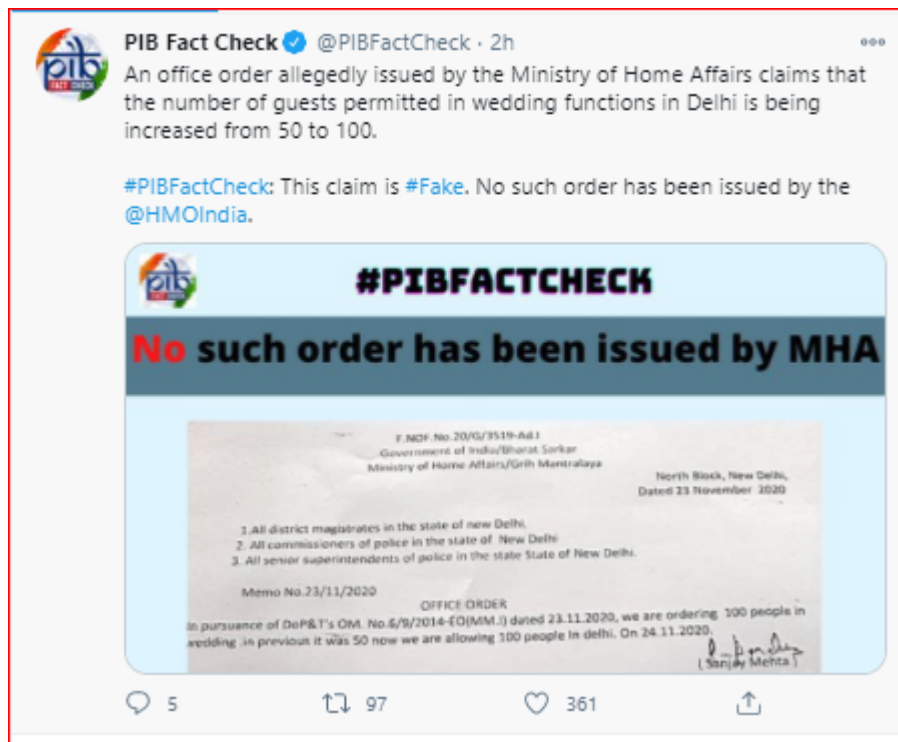 PIB Fact Check @PIBFactCheck · 2h
An office order allegedly issued by the Ministry of Home Affairs claims that
the number of guests permitted in wedding functions in Delhi is being
increased from 50 to 100.
#PIBFactCheck: This claim is #Fake. No such order has been issued by the
@HMOIndia.
pib
FACT CHECK
#PIBFACTCHECK
pib
FACT CHECK
No such order has been issued by MHA
F.NOF.No.20/G/3519-Ad.I
Government of India/Bharat Sarkar
Ministry of Home Affairs/Grih Mantralaya
North Block, New Delhi,
Dated 23 November 2020
1.All district magistrates in the state of new Delhi.
2. All commissioners of police in the state of New Delhi
3. All senior superintendents of police in the state State of New Delhi.
Memo No.23/11/2020
OFFICE ORDER
In pursuance of DoP&T's OM. No.6/9/2014-EO(MM.I) dated 23.11.2020, we are ordering 100 people in
wedding .in previous it was 50 now we are allowing 100 people In delhi. On 24.11.2020.
( Sanjay Mehta )
5 97 361